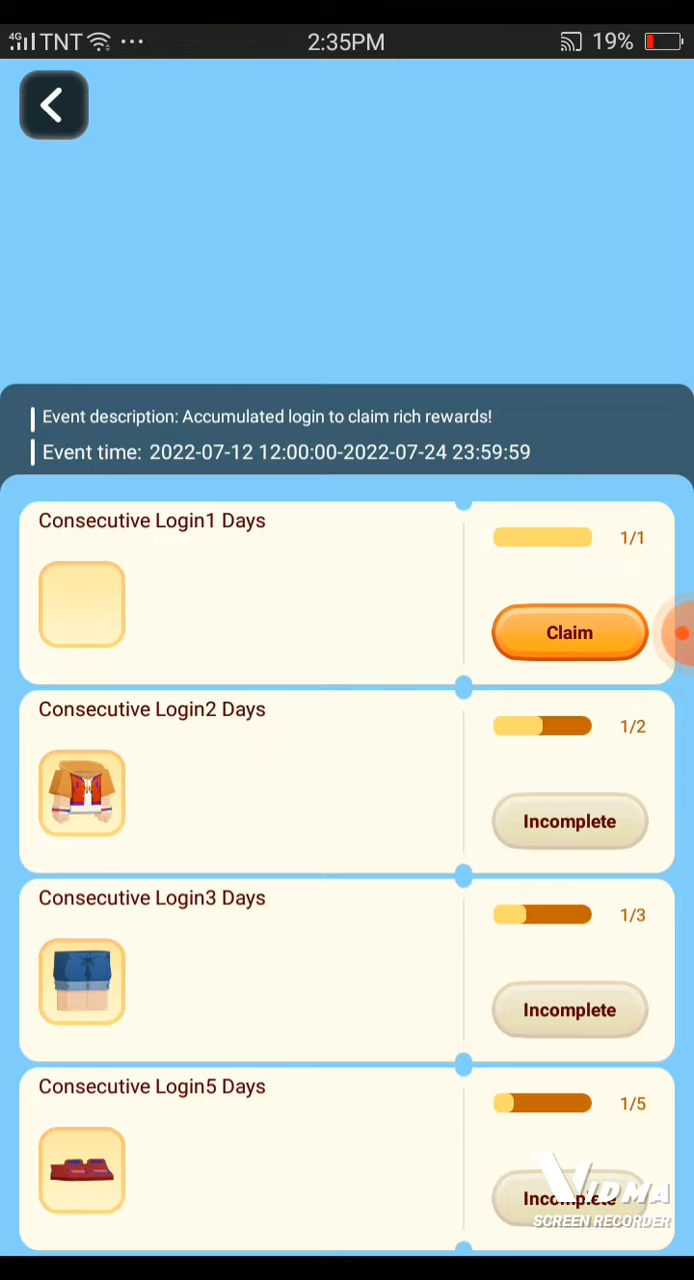 4G TNT ... 2:35PM 19%
Event description: Accumulated login to claim rich rewards!
Event time: 2022-07-12 12:00:00-2022-07-24 23:59:59
Consecutive Login1 Days
1/1
Claim
Consecutive Login2 Days
1/2
Incomplete
Consecutive Login3 Days
1/3
Incomplete
Consecutive Login5 Days
1/5
Incomplete
VIDMA
SCREEN RECORDER